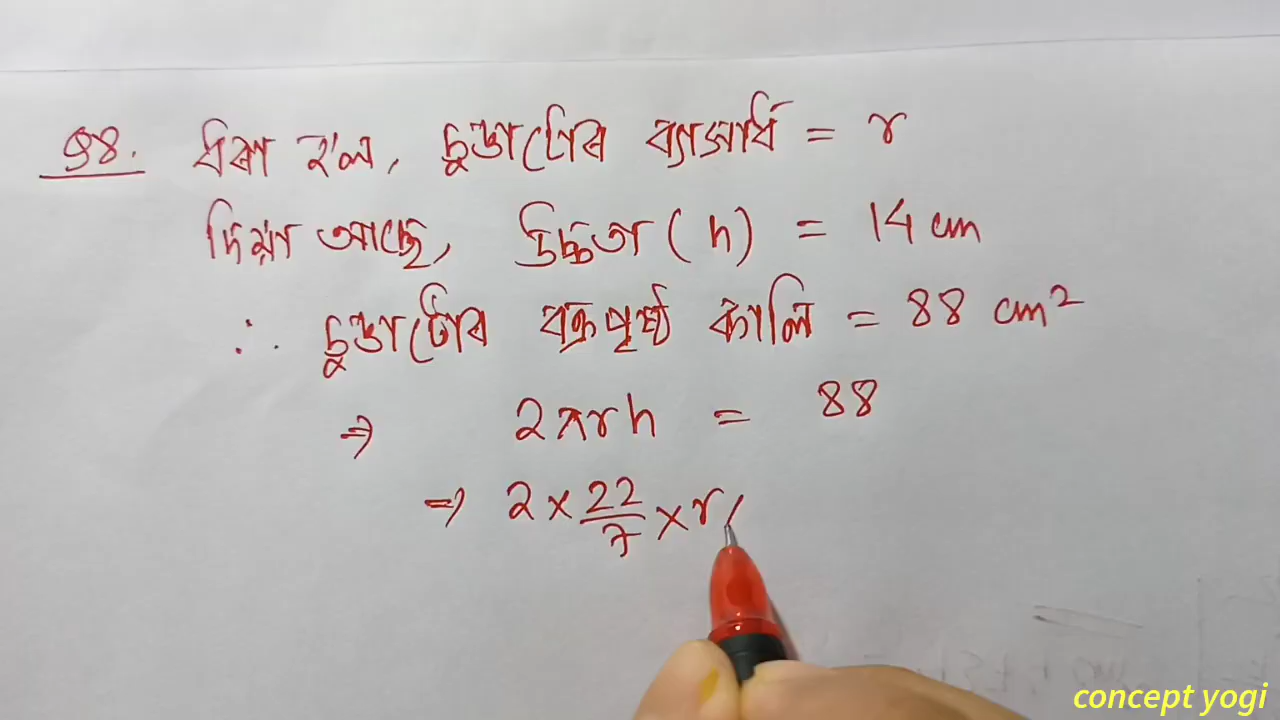 ৩৪. ধৰা হ'ল, চুঙাটোৰ ব্যাসাৰ্ধ = r
দিয়া আছে, উচ্চতা (h) = 14 cm
∴ চুঙাটোৰ বক্ৰপৃষ্ঠ কালি = 88 cm²
⇒ 2πrh = 88
⇒ 2 × 22/7 × r
concept yogi